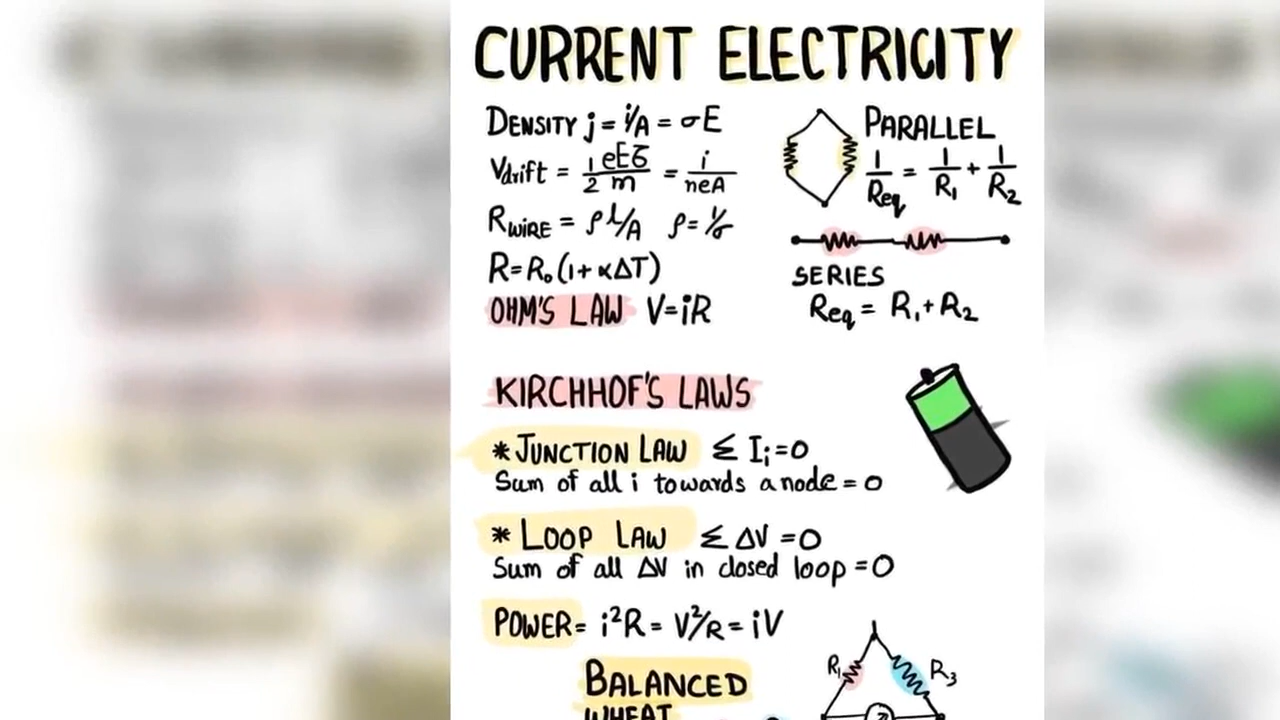 CURRENT ELECTRICITY
DENSITY j = i/A = σE
Vdrift = 1/2 eEτ/m = i/neA
RWIRE = ρ l/A ρ = 1/σ
R = R₀(1+αΔT)
OHM'S LAW V=iR
PARALLEL
1/Req = 1/R₁ + 1/R₂
SERIES
Req = R₁+R₂
KIRCHHOF'S LAWS
* JUNCTION LAW Σ Iᵢ=0
Sum of all i towards a node = 0
* LOOP LAW Σ ΔV = 0
Sum of all ΔV in closed loop = 0
POWER = i²R = V²/R = iV
BALANCED
WHEAT
R₁ R₃